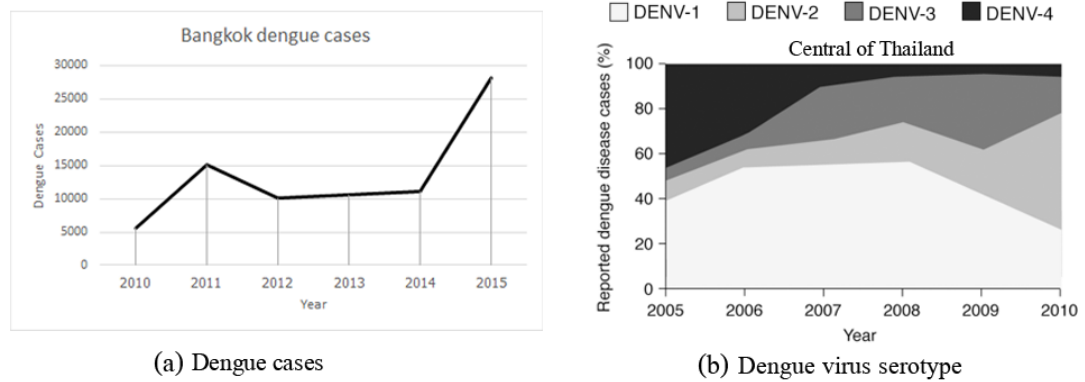 Bangkok dengue cases
30000
25000
20000
15000
10000
5000
0
Dengue Cases
2010 2011 2012 2013 2014 2015
Year
(a) Dengue cases
DENV-1 DENV-2 DENV-3 DENV-4
Central of Thailand
100
80
60
40
20
0
Reported dengue disease cases (%)
2005 2006 2007 2008 2009 2010
Year
(b) Dengue virus serotype